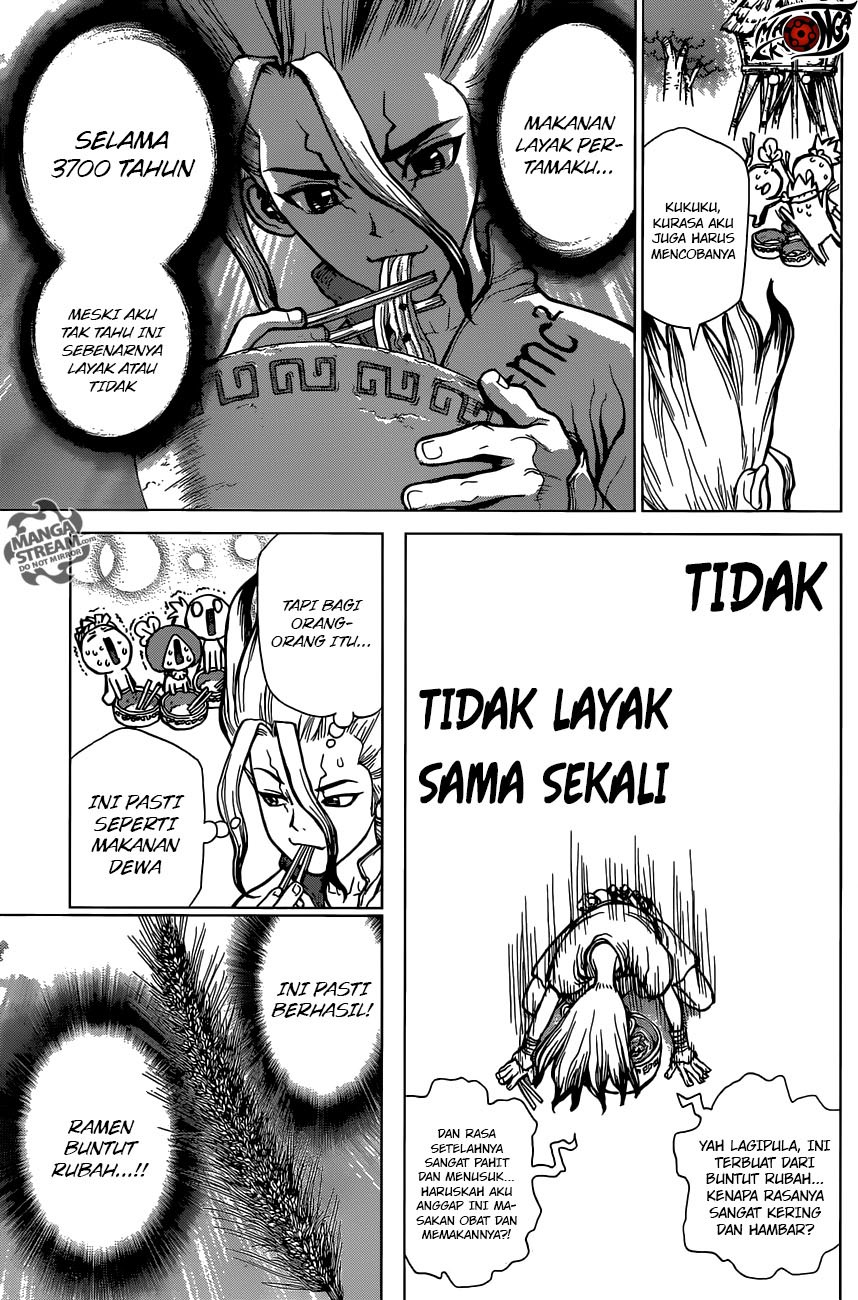 MANGA
KUKUKU,
KURASA AKU
JUGA HARUS
MENCOBANYA
MAKANAN
LAYAK PER-
TAMAKU...
SELAMA
3700 TAHUN
MESKI AKU
TAK TAHU INI
SEBENARNYA
LAYAK ATAU
TIDAK
mc²
TIDAK
TIDAK LAYAK
SAMA SEKALI
YAH LAGIPULA, INI
TERBUAT DARI
BUNTUT RUBAH...
KENAPA RASANYA
SANGAT KERING
DAN HAMBAR?
DAN RASA
SETELAHNYA
SANGAT PAHIT
DAN MENUSUK...
HARUSKAH AKU
ANGGAP INI MA-
SAKAN OBAT DAN
MEMAKANNYA?!
MANGA
STREAM.com
DO NOT MIRROR
TAPI BAGI
ORANG-
ORANG ITU...
INI PASTI
SEPERTI
MAKANAN
DEWA
INI PASTI
BERHASIL!
RAMEN
BUNTUT
RUBAH...!!